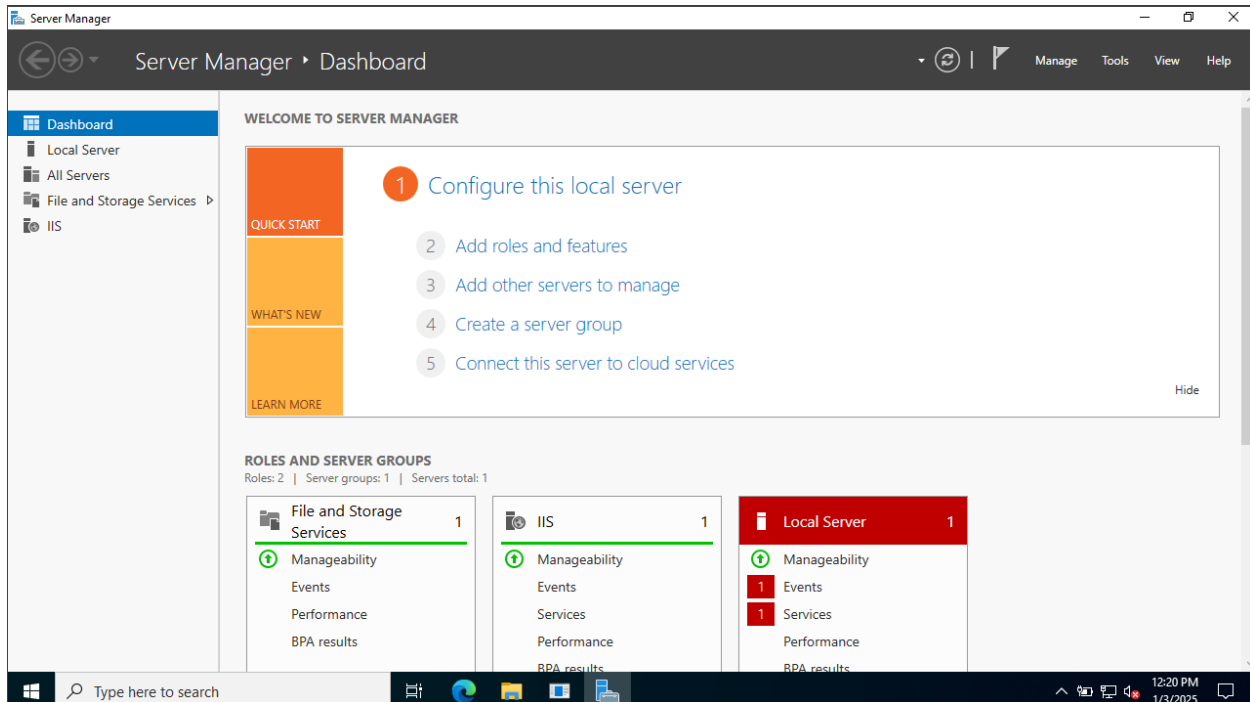 Server Manager
Server Manager ‣ Dashboard
Manage Tools View Help
Dashboard
Local Server
All Servers
File and Storage Services
IIS
WELCOME TO SERVER MANAGER
QUICK START
WHAT'S NEW
LEARN MORE
1 Configure this local server
2 Add roles and features
3 Add other servers to manage
4 Create a server group
5 Connect this server to cloud services
Hide
ROLES AND SERVER GROUPS
Roles: 2 | Server groups: 1 | Servers total: 1
File and Storage
Services 1
Manageability
Events
Performance
BPA results
IIS 1
Manageability
Events
Services
Performance
BPA results
Local Server 1
Manageability
1 Events
1 Services
Performance
BPA results
Type here to search
12:20 PM
1/3/2025